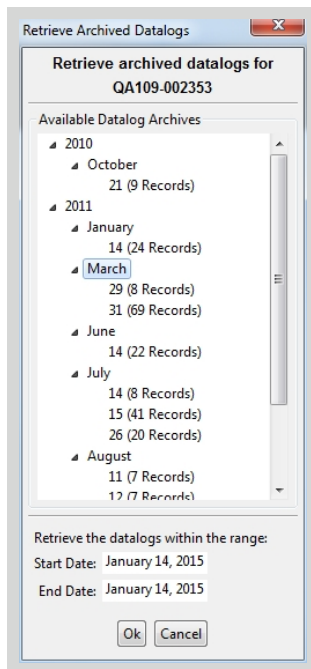 Retrieve Archived Datalogs
Retrieve archived datalogs for
QA109-002353
Available Datalog Archives
2010
October
21 (9 Records)
2011
January
14 (24 Records)
March
29 (8 Records)
31 (69 Records)
June
14 (22 Records)
July
14 (8 Records)
15 (41 Records)
26 (20 Records)
August
11 (7 Records)
12 (7 Records)
Retrieve the datalogs within the range:
Start Date: January 14, 2015
End Date: January 14, 2015
Ok Cancel